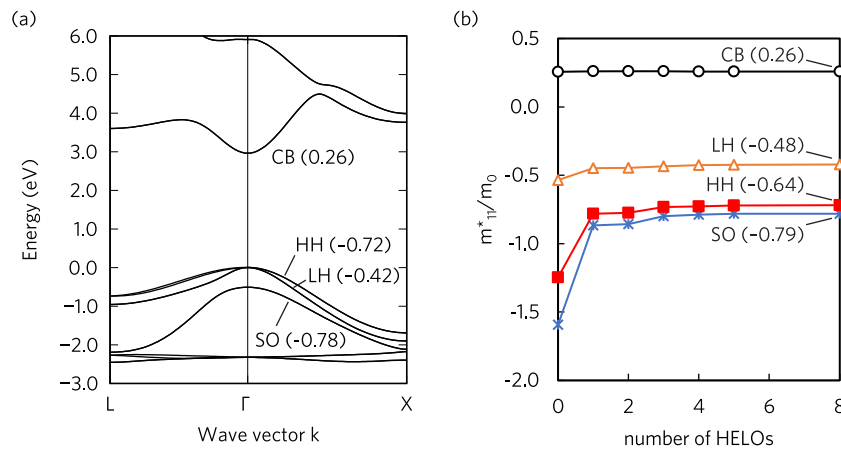 (a)
6.0
5.0
4.0
3.0
2.0
1.0
0.0
−1.0
−2.0
−3.0
Energy (eV)
CB (0.26)
HH (−0.72)
LH (−0.42)
SO (−0.78)
L
Γ
X
Wave vector k
(b)
0.5
0.0
−0.5
−1.0
−1.5
−2.0
m*11/m0
CB (0.26)
LH (−0.48)
HH (−0.64)
SO (−0.79)
0 2 4 6 8
number of HELOs